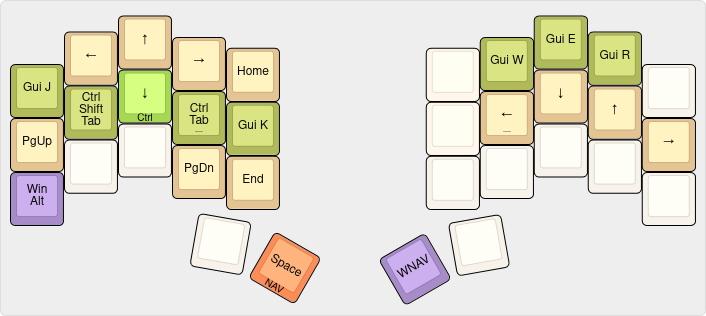 Gui J
←
↑
→
Home
Ctrl
Shift
Tab
↓
Ctrl
Ctrl
Tab
_
Gui K
PgUp
PgDn
End
Win
Alt
Space
NAV
Gui W
Gui E
Gui R
←
_
↓
↑
→
WNAV